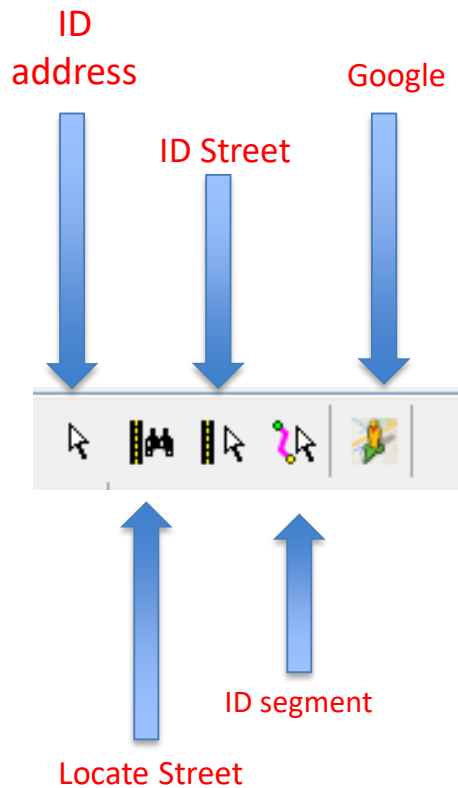 ID
address
Google
ID Street
ID segment
Locate Street